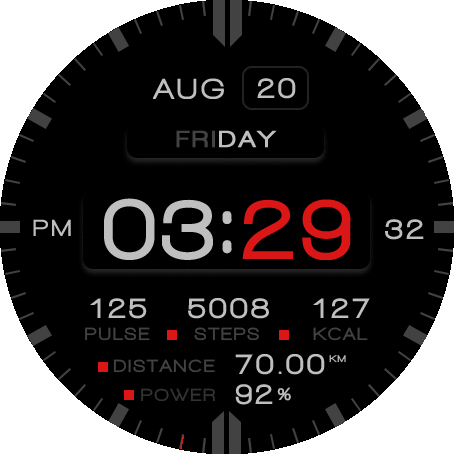 AUG 20
FRIDAY
PM 03:29 32
125 5008 127
PULSE STEPS KCAL
DISTANCE 70.00 KM
POWER 92%